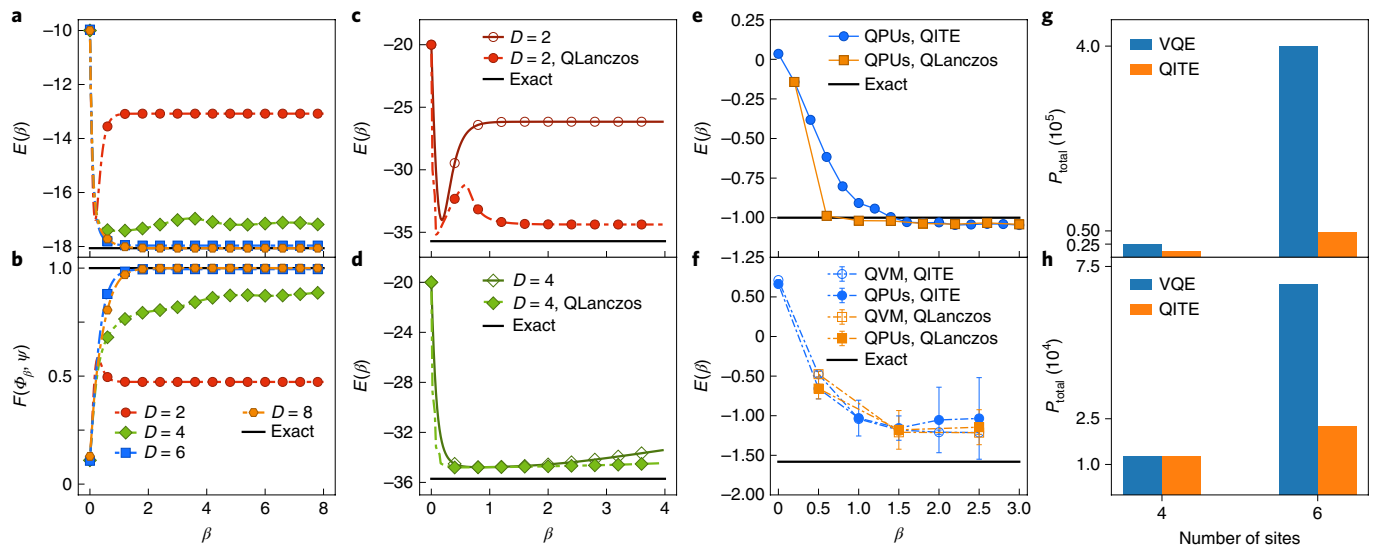 a
−10
−12
−14
−16
−18
E(β)
b
1.0
0.5
0
F(Φβ, ψ)
D = 2
D = 4
D = 6
D = 8
Exact
0
2
4
6
8
β
c
−20
−25
−30
−35
E(β)
D = 2
D = 2, QLanczos
Exact
d
−20
−24
−28
−34
−36
E(β)
D = 4
D = 4, QLanczos
Exact
0
1
2
3
4
β
e
0.25
0
−0.25
−0.50
−0.75
−1.00
−1.25
E(β)
QPUs, QITE
QPUs, QLanczos
Exact
f
0.50
0
−0.50
−1.00
−1.50
−2.00
E(β)
QVM, QITE
QPUs, QITE
QVM, QLanczos
QPUs, QLanczos
Exact
0
0.5
1.0
1.5
2.0
2.5
3.0
β
g
4.0
0.50
0.25
Ptotal (10⁵)
VQE
QITE
h
7.5
2.5
1.0
Ptotal (10⁴)
VQE
QITE
4
6
Number of sites